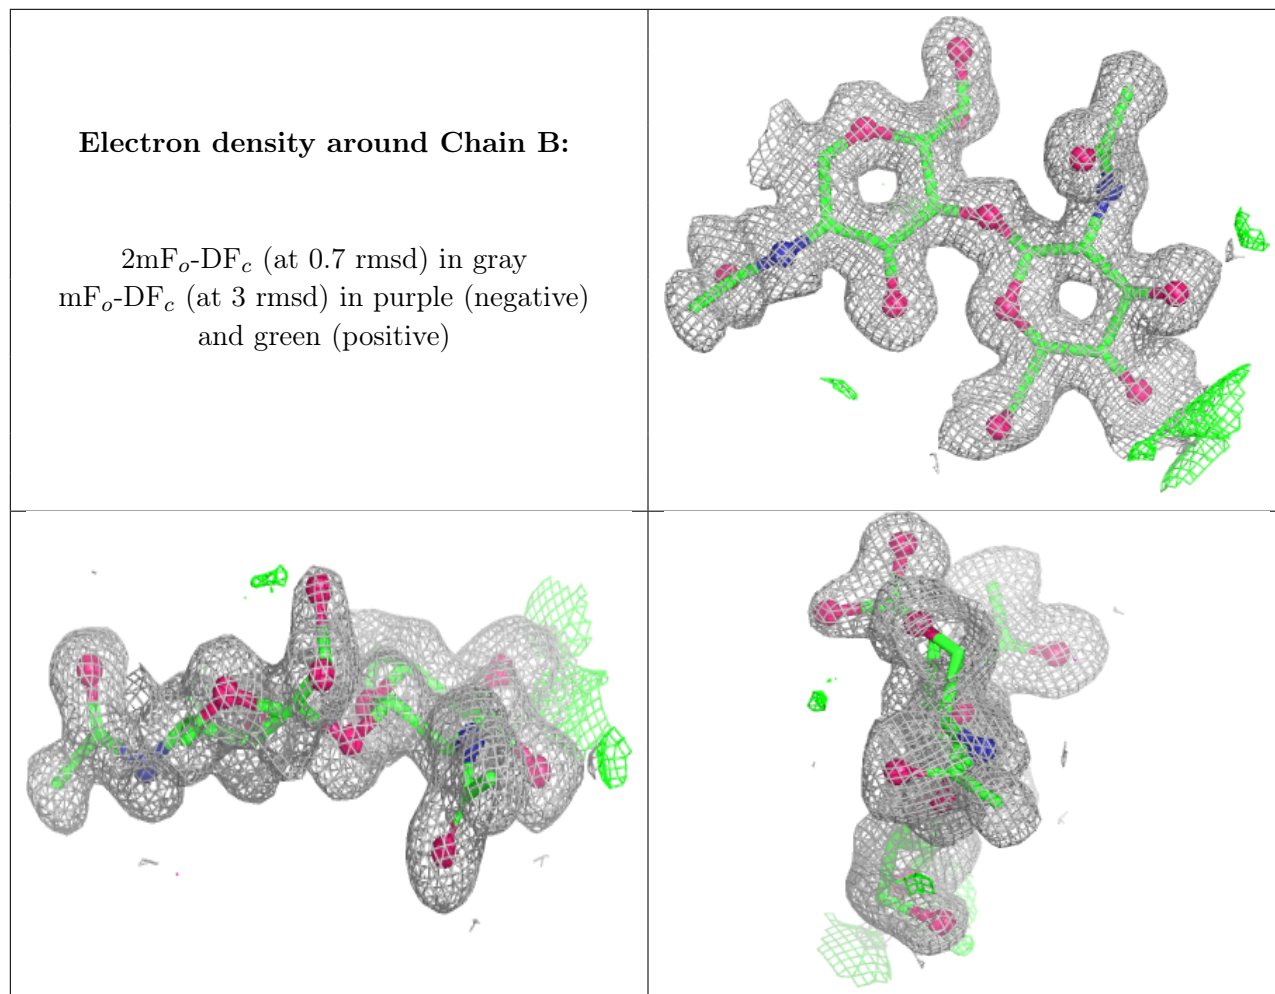 Electron density around Chain B:
2mFo-DFc (at 0.7 rmsd) in gray
mFo-DFc (at 3 rmsd) in purple (negative)
and green (positive)